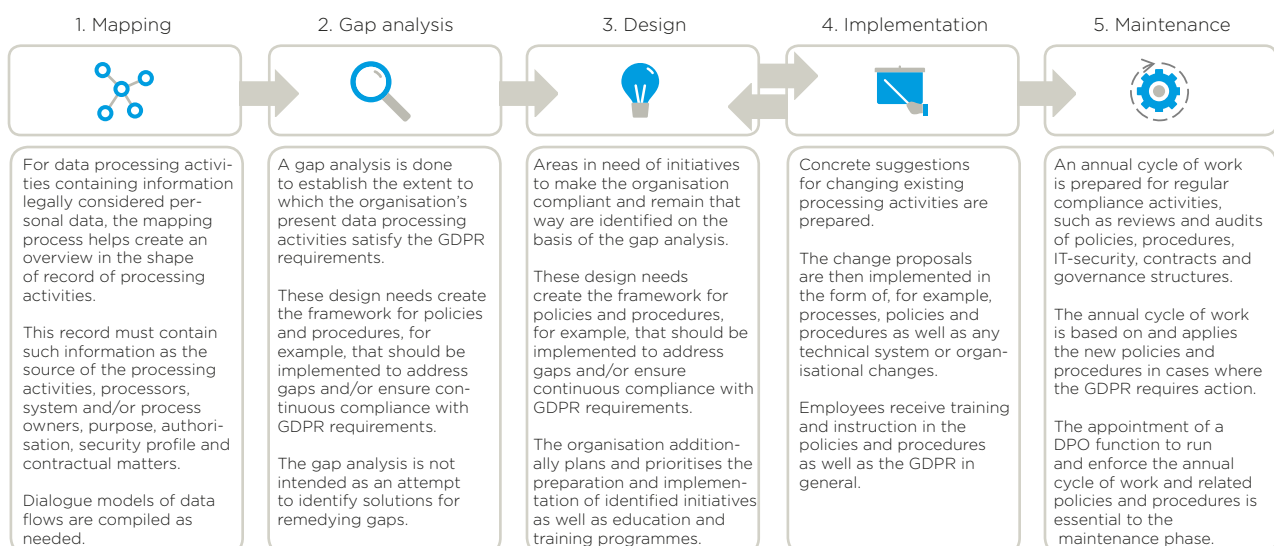 1. Mapping
2. Gap analysis
3. Design
4. Implementation
5. Maintenance
For data processing activi-
ties containing information
legally considered per-
sonal data, the mapping
process helps create an
overview in the shape
of record of processing
activities.
This record must contain
such information as the
source of the processing
activities, processors,
system and/or process
owners, purpose, authori-
sation, security profile and
contractual matters.
Dialogue models of data
flows are compiled as
needed.
A gap analysis is done
to establish the extent to
which the organisation's
present data processing
activities satisfy the GDPR
requirements.
These design needs create
the framework for policies
and procedures, for
example, that should be
implemented to address
gaps and/or ensure con-
tinuous compliance with
GDPR requirements.
The gap analysis is not
intended as an attempt
to identify solutions for
remedying gaps.
Areas in need of initiatives
to make the organisation
compliant and remain that
way are identified on the
basis of the gap analysis.
These design needs
create the framework for
policies and procedures,
for example, that should be
implemented to address
gaps and/or ensure
continuous compliance with
GDPR requirements.
The organisation addition-
ally plans and prioritises the
preparation and implemen-
tation of identified initiatives
as well as education and
training programmes.
Concrete suggestions
for changing existing
processing activities are
prepared.
The change proposals
are then implemented in
the form of, for example,
processes, policies and
procedures as well as any
technical system or organ-
isational changes.
Employees receive training
and instruction in the
policies and procedures
as well as the GDPR in
general.
An annual cycle of work
is prepared for regular
compliance activities,
such as reviews and audits
of policies, procedures,
IT-security, contracts and
governance structures.
The annual cycle of work
is based on and applies
the new policies and
procedures in cases where
the GDPR requires action.
The appointment of a
DPO function to run
and enforce the annual
cycle of work and related
policies and procedures is
essential to the
maintenance phase.